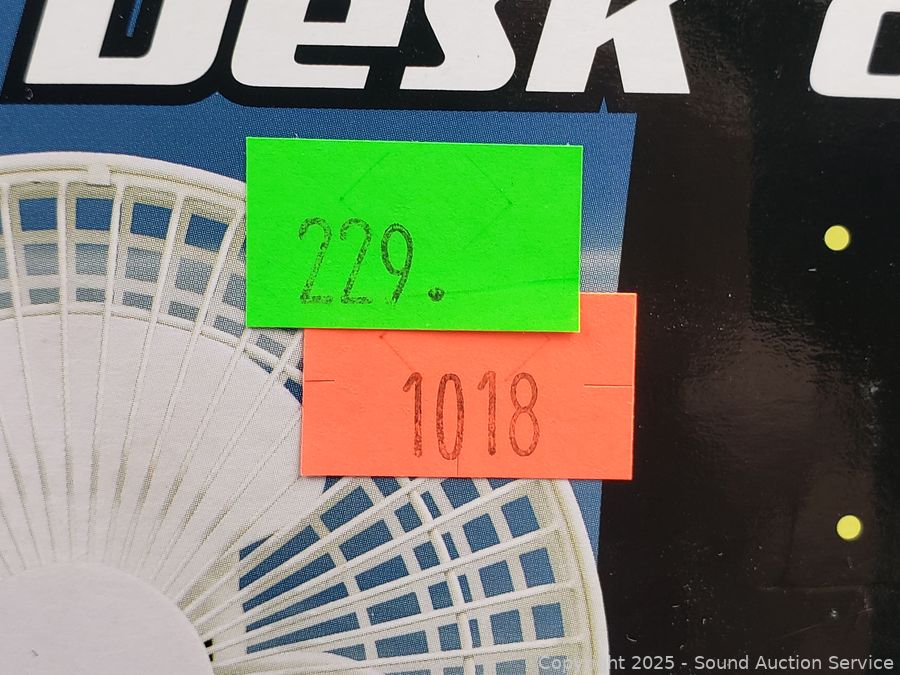 Desk
229.
1018
Copyright 2025 - Sound Auction Service